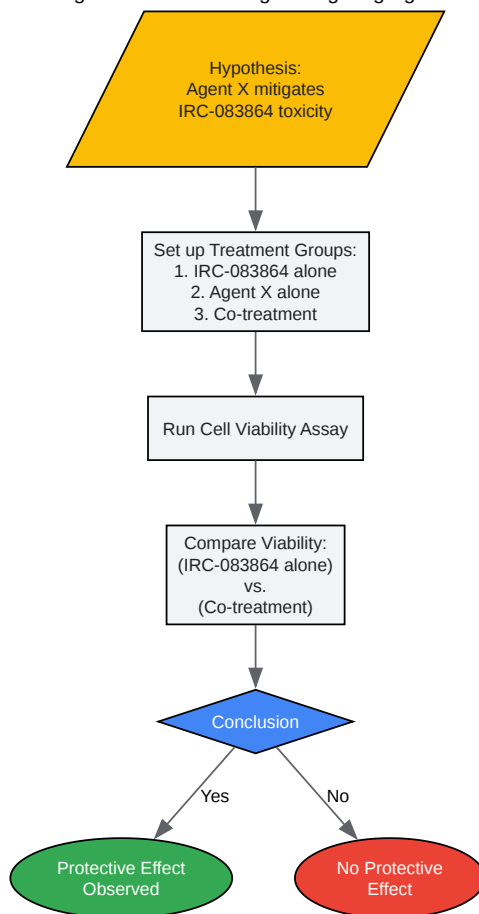 Hypothesis:
Agent X mitigates
IRC-083864 toxicity
Set up Treatment Groups:
1. IRC-083864 alone
2. Agent X alone
3. Co-treatment
Run Cell Viability Assay
Compare Viability:
(IRC-083864 alone)
vs.
(Co-treatment)
Conclusion
Yes
No
Protective Effect
Observed
No Protective
Effect